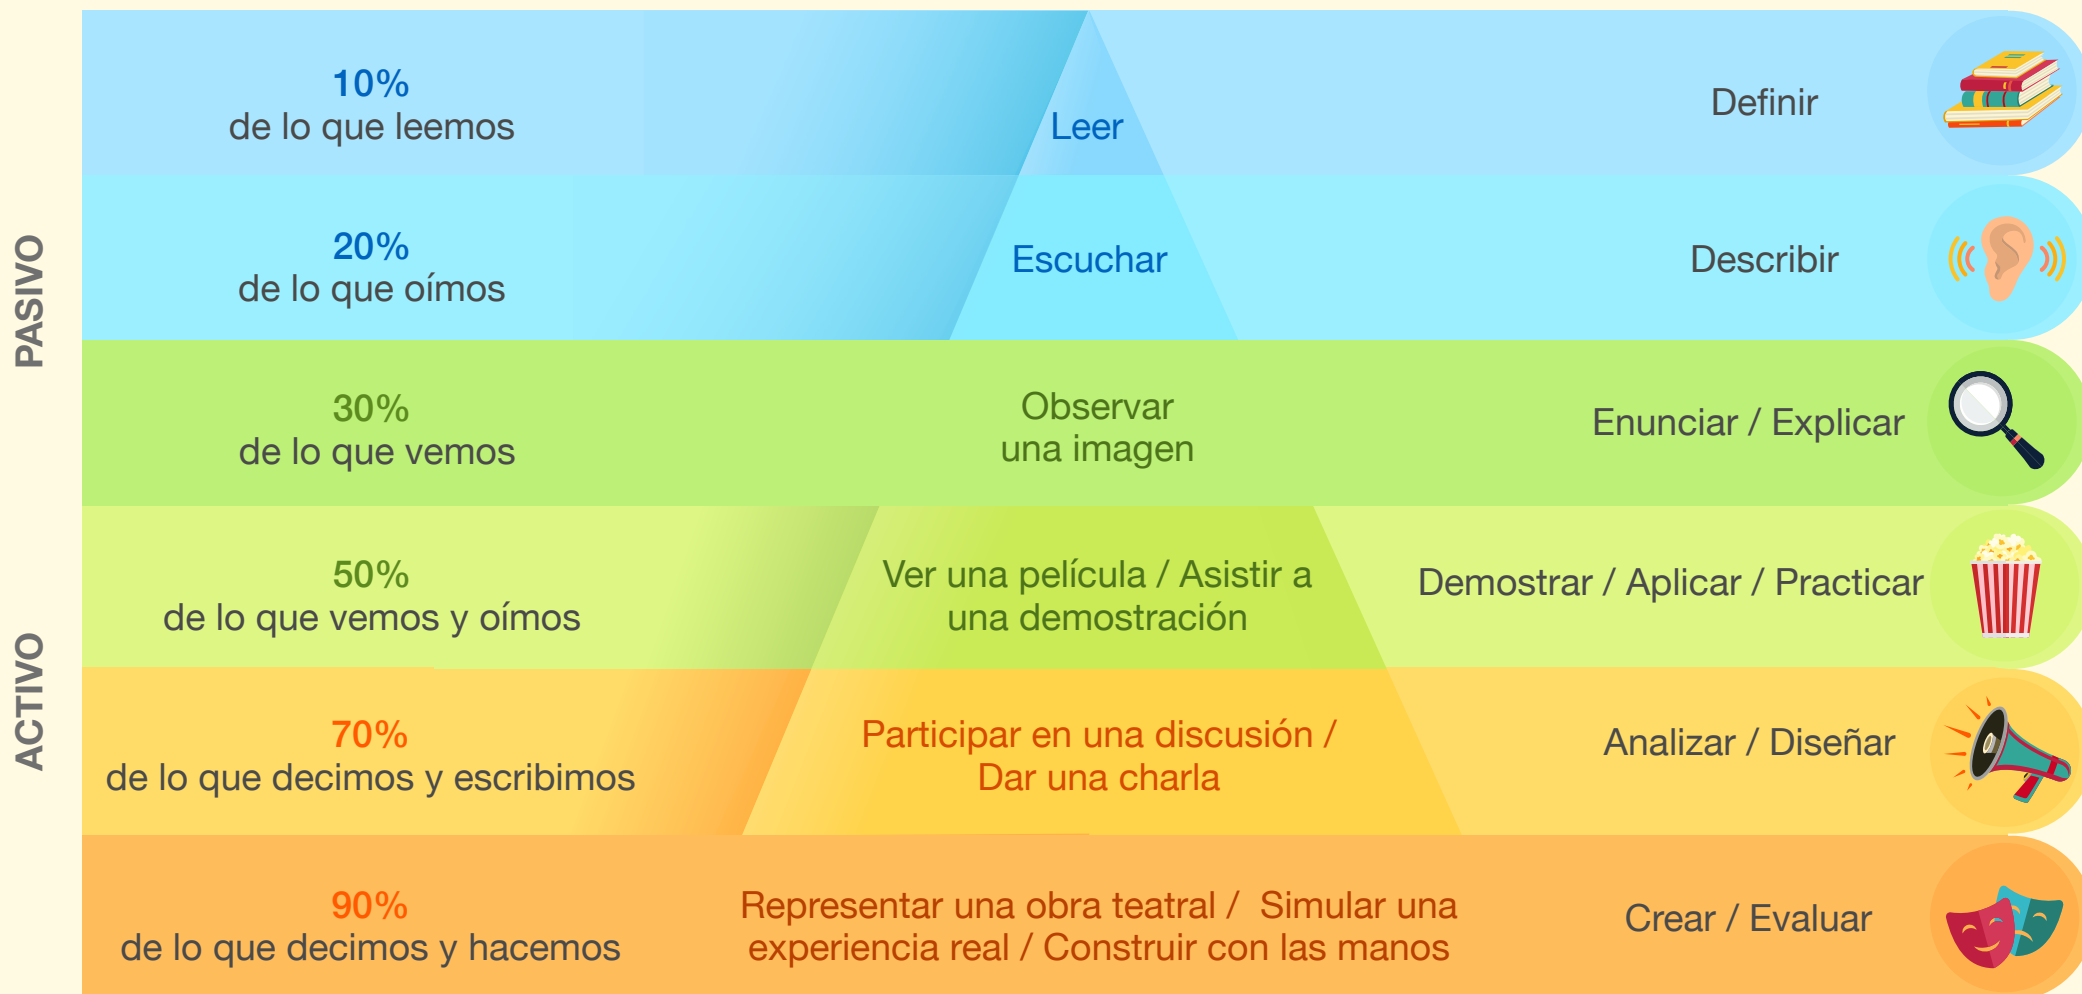 PASIVO
10%
de lo que leemos
Leer
Definir
20%
de lo que oímos
Escuchar
Describir
30%
de lo que vemos
Observar
una imagen
Enunciar / Explicar
ACTIVO
50%
de lo que vemos y oímos
Ver una película / Asistir a
una demostración
Demostrar / Aplicar / Practicar
70%
de lo que decimos y escribimos
Participar en una discusión /
Dar una charla
Analizar / Diseñar
90%
de lo que decimos y hacemos
Representar una obra teatral / Simular una
experiencia real / Construir con las manos
Crear / Evaluar